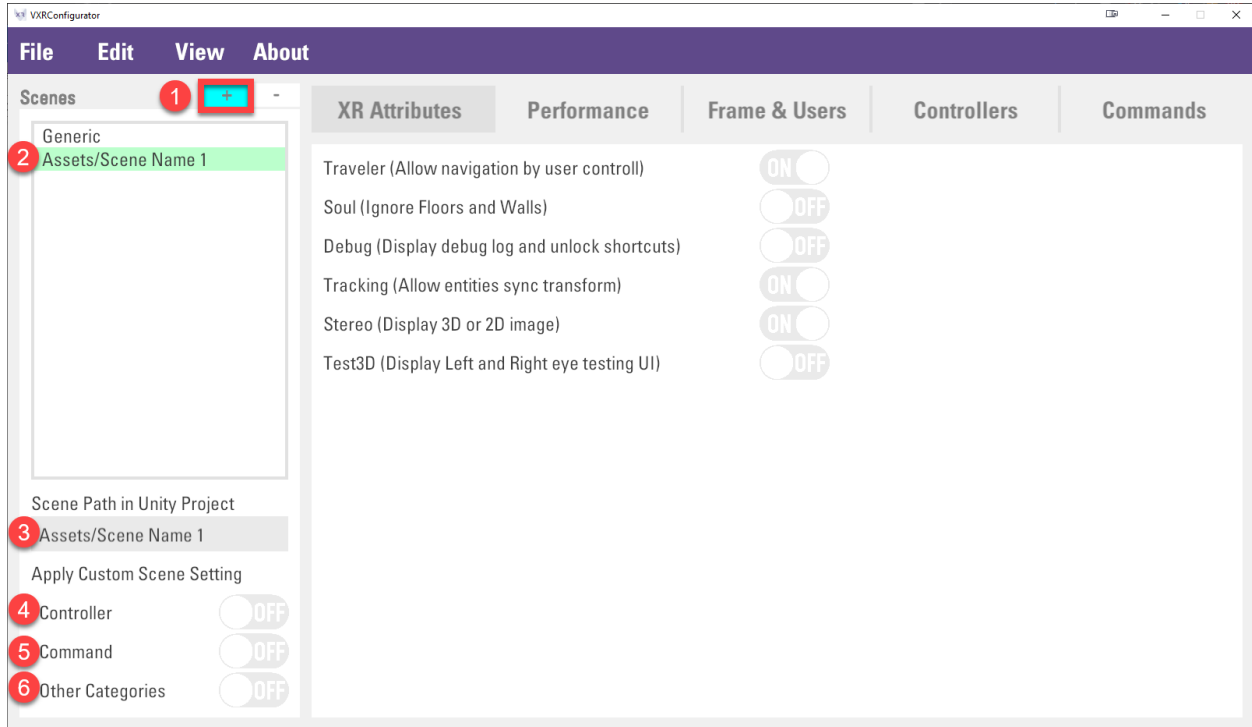 VXRConfigurator
File Edit View About
Scenes 1 + -
Generic
2 Assets/Scene Name 1
Scene Path in Unity Project
3 Assets/Scene Name 1
Apply Custom Scene Setting
4 Controller OFF
5 Command OFF
6 Other Categories OFF
XR Attributes Performance Frame & Users Controllers Commands
Traveler (Allow navigation by user controll) ON
Soul (Ignore Floors and Walls) OFF
Debug (Display debug log and unlock shortcuts) OFF
Tracking (Allow entities sync transform) ON
Stereo (Display 3D or 2D image) ON
Test3D (Display Left and Right eye testing UI) OFF